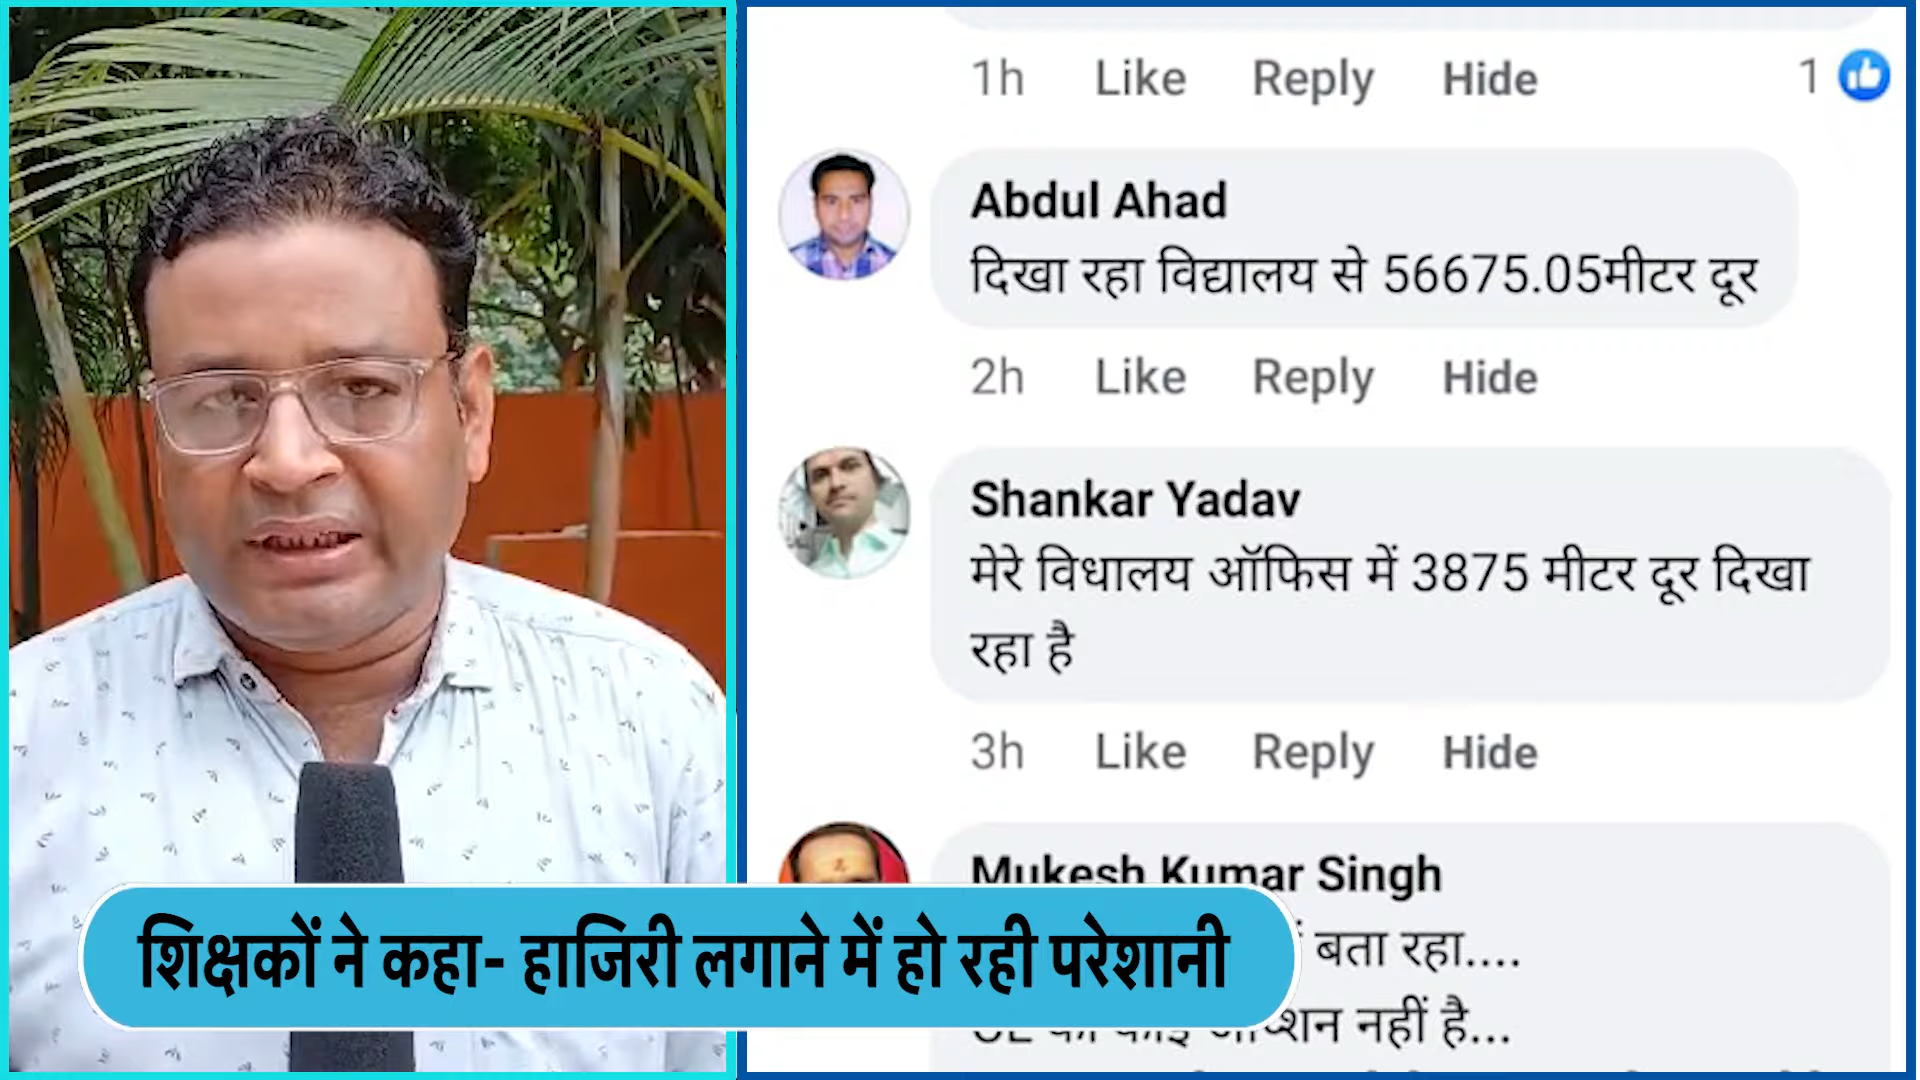 1h Like Reply Hide 1
Abdul Ahad
दिखा रहा विद्यालय से 56675.05मीटर दूर
2h Like Reply Hide
Shankar Yadav
मेरे विधालय ऑफिस में 3875 मीटर दूर दिखा
रहा है
3h Like Reply Hide
Mukesh Kumar Singh
बता रहा....
नहीं है...
शिक्षकों ने कहा- हाजिरी लगाने में हो रही परेशानी